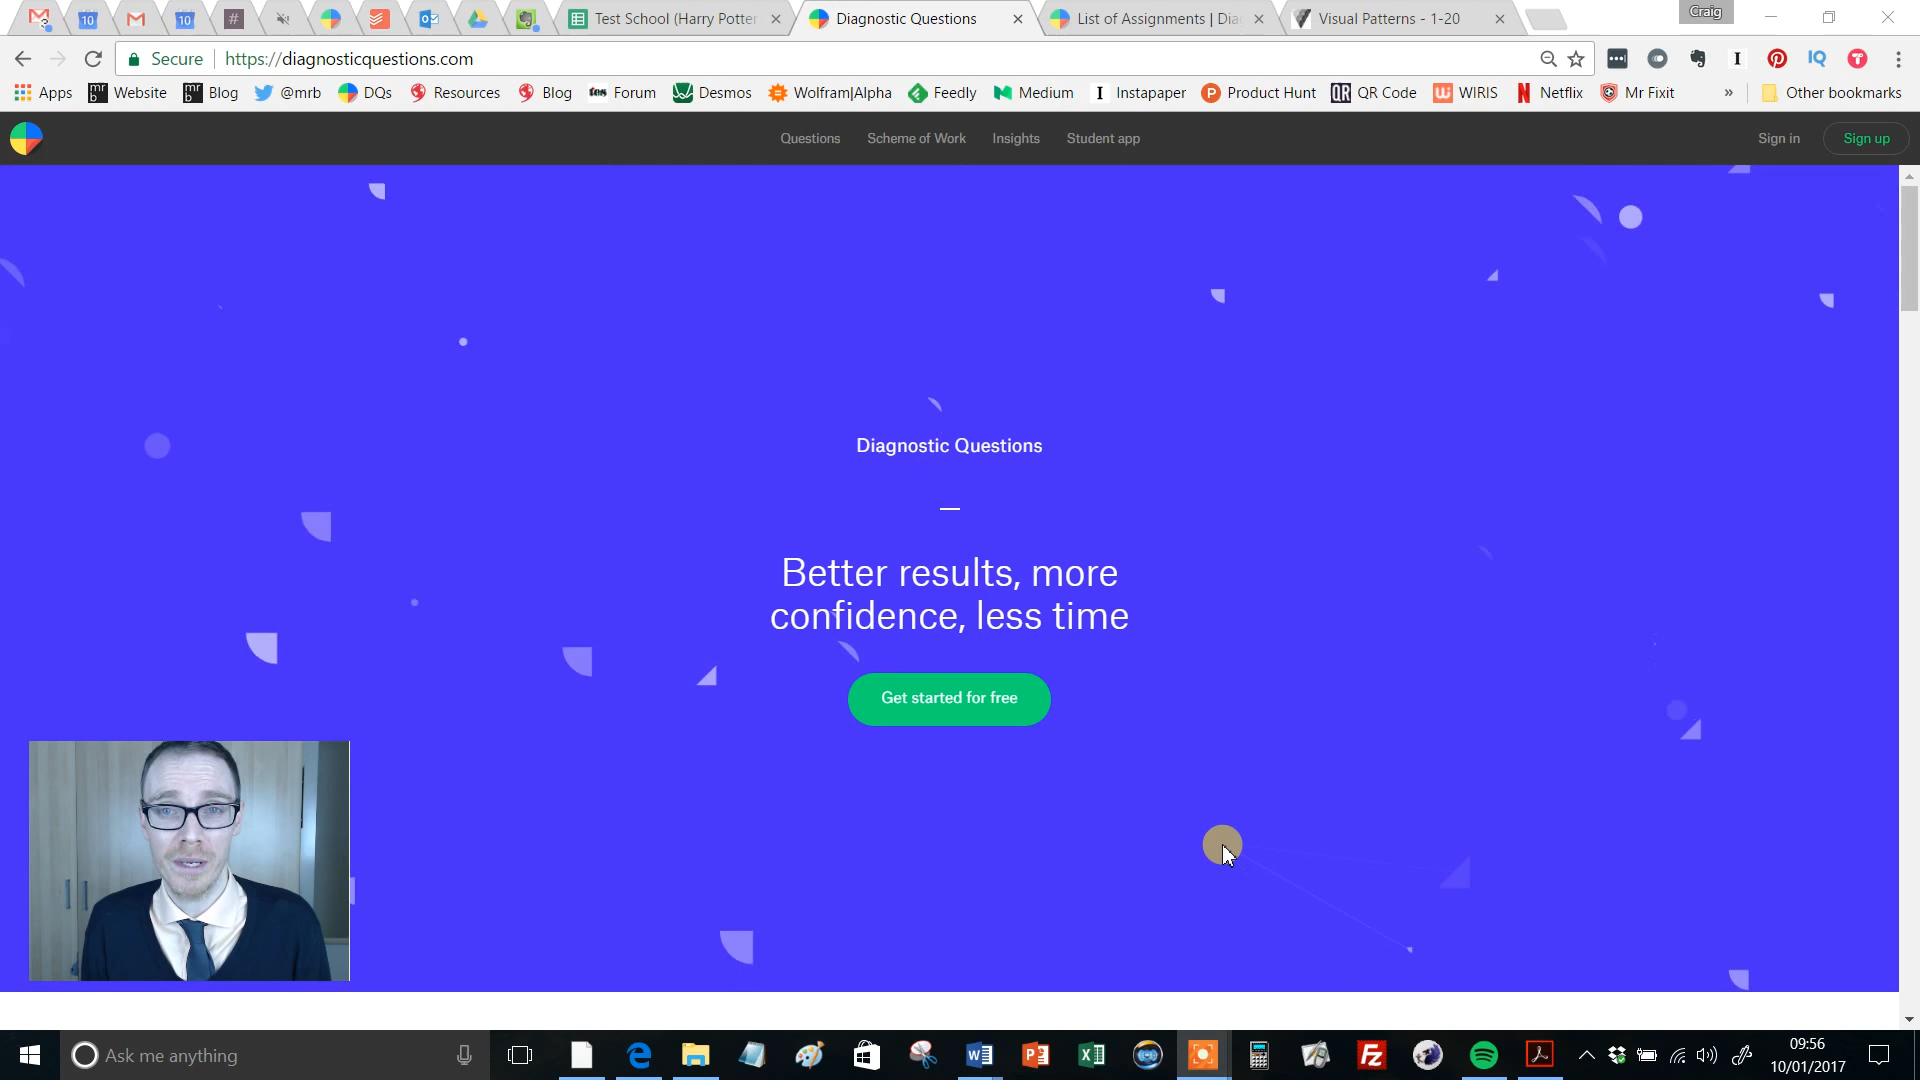 Test School (Harry Potter
Diagnostic Questions
List of Assignments | Dia
Visual Patterns - 1-20
Craig
Secure
https://diagnosticquestions.com
Apps
Website
Blog
@mrb
DQs
Resources
Blog
Forum
Desmos
Wolfram|Alpha
Feedly
Medium
Instapaper
Product Hunt
QR Code
WIRIS
Netflix
Mr Fixit
»
Other bookmarks
Questions
Scheme of Work
Insights
Student app
Sign in
Sign up
Diagnostic Questions
Better results, more
confidence, less time
Get started for free
Ask me anything
09:56
10/01/2017